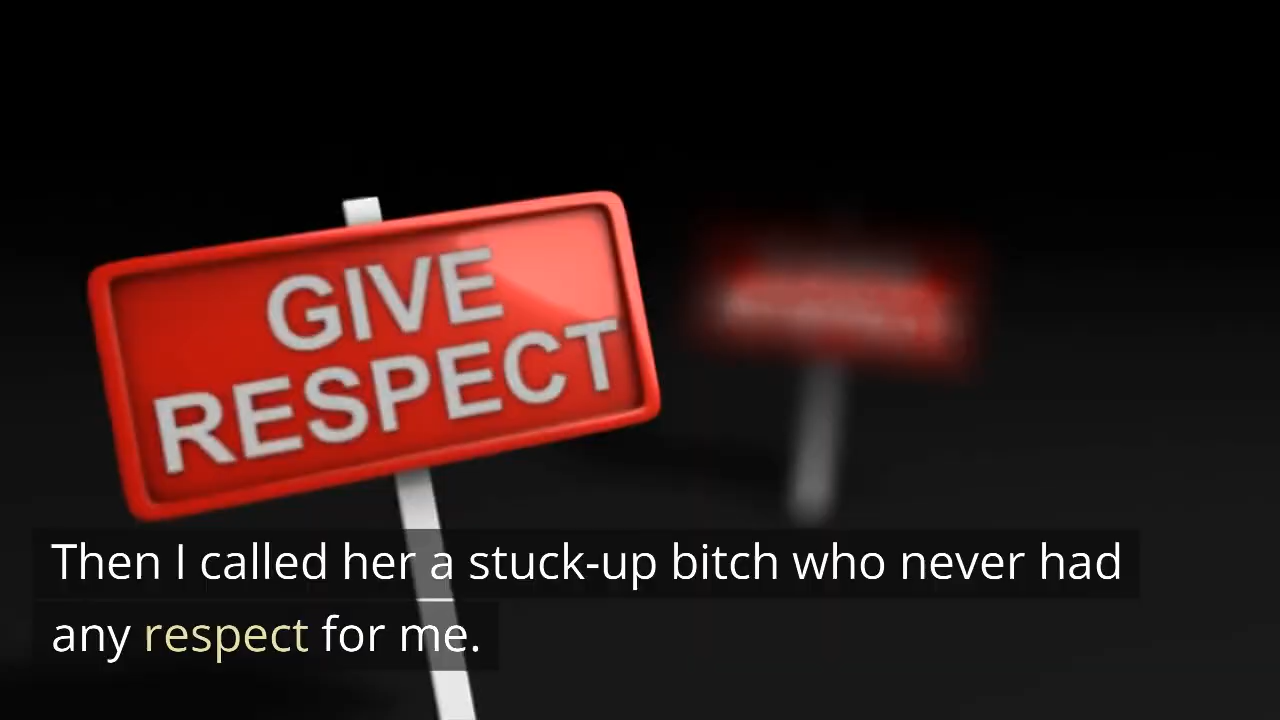 GIVE
RESPECT
Then I called her a stuck-up bitch who never had
any respect for me.